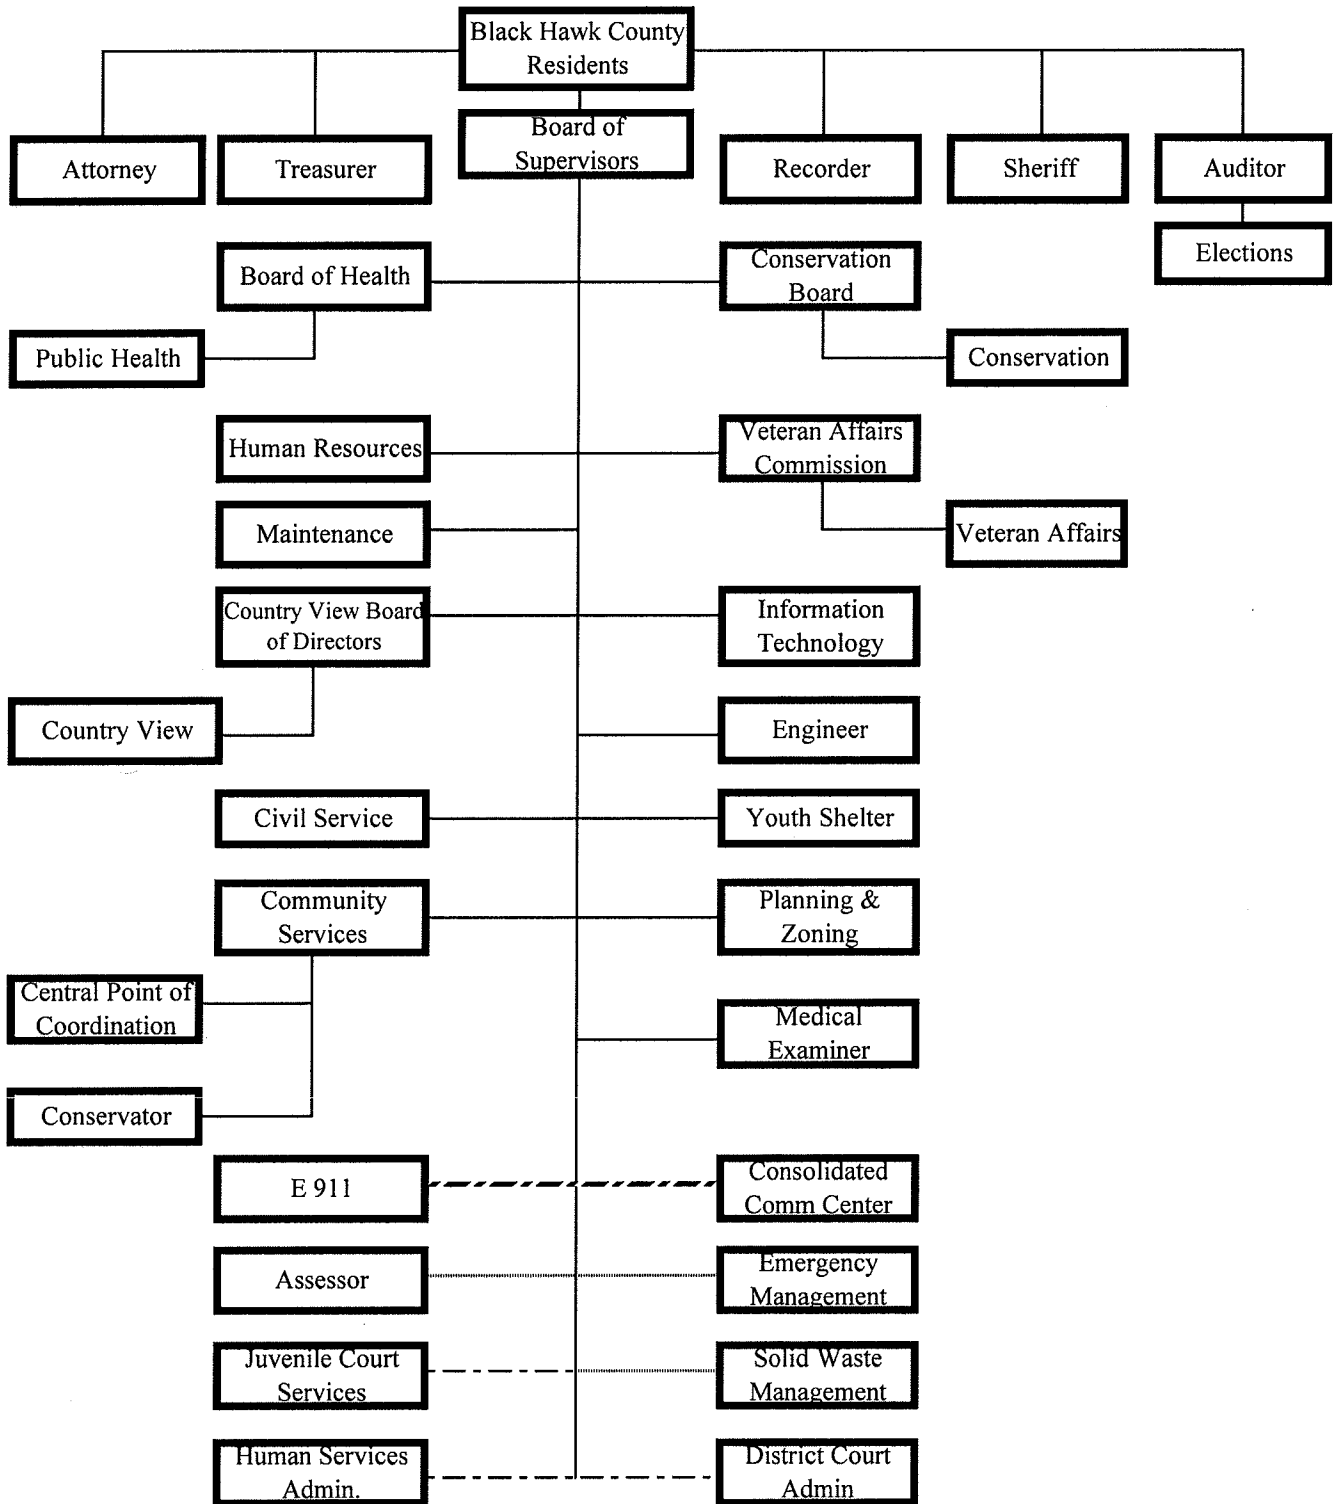 Black Hawk County
Residents
Board of
Supervisors
Attorney
Treasurer
Recorder
Sheriff
Auditor
Elections
Board of Health
Conservation
Board
Public Health
Conservation
Human Resources
Veteran Affairs
Commission
Maintenance
Veteran Affairs
Country View Board
of Directors
Information
Technology
Country View
Engineer
Civil Service
Youth Shelter
Community
Services
Planning &
Zoning
Central Point of
Coordination
Medical
Examiner
Conservator
E 911
Consolidated
Comm Center
Assessor
Emergency
Management
Juvenile Court
Services
Solid Waste
Management
Human Services
Admin.
District Court
Admin